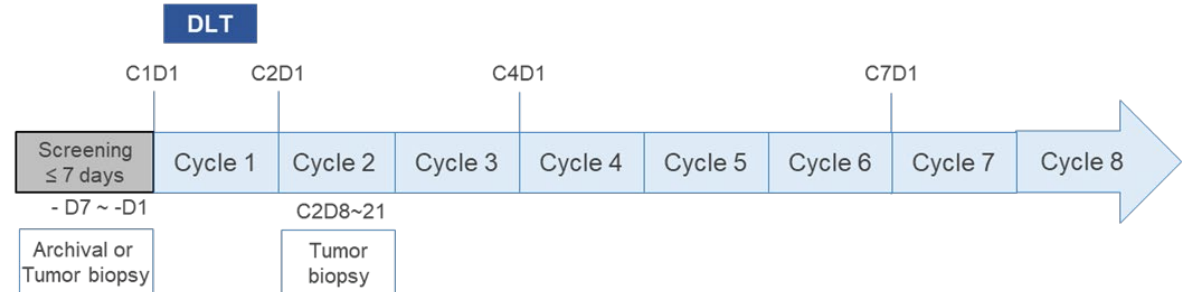 DLT
C1D1
C2D1
C4D1
C7D1
Screening
≤ 7 days
Cycle 1
Cycle 2
Cycle 3
Cycle 4
Cycle 5
Cycle 6
Cycle 7
Cycle 8
- D7 ~ -D1
C2D8~21
Archival or
Tumor biopsy
Tumor
biopsy